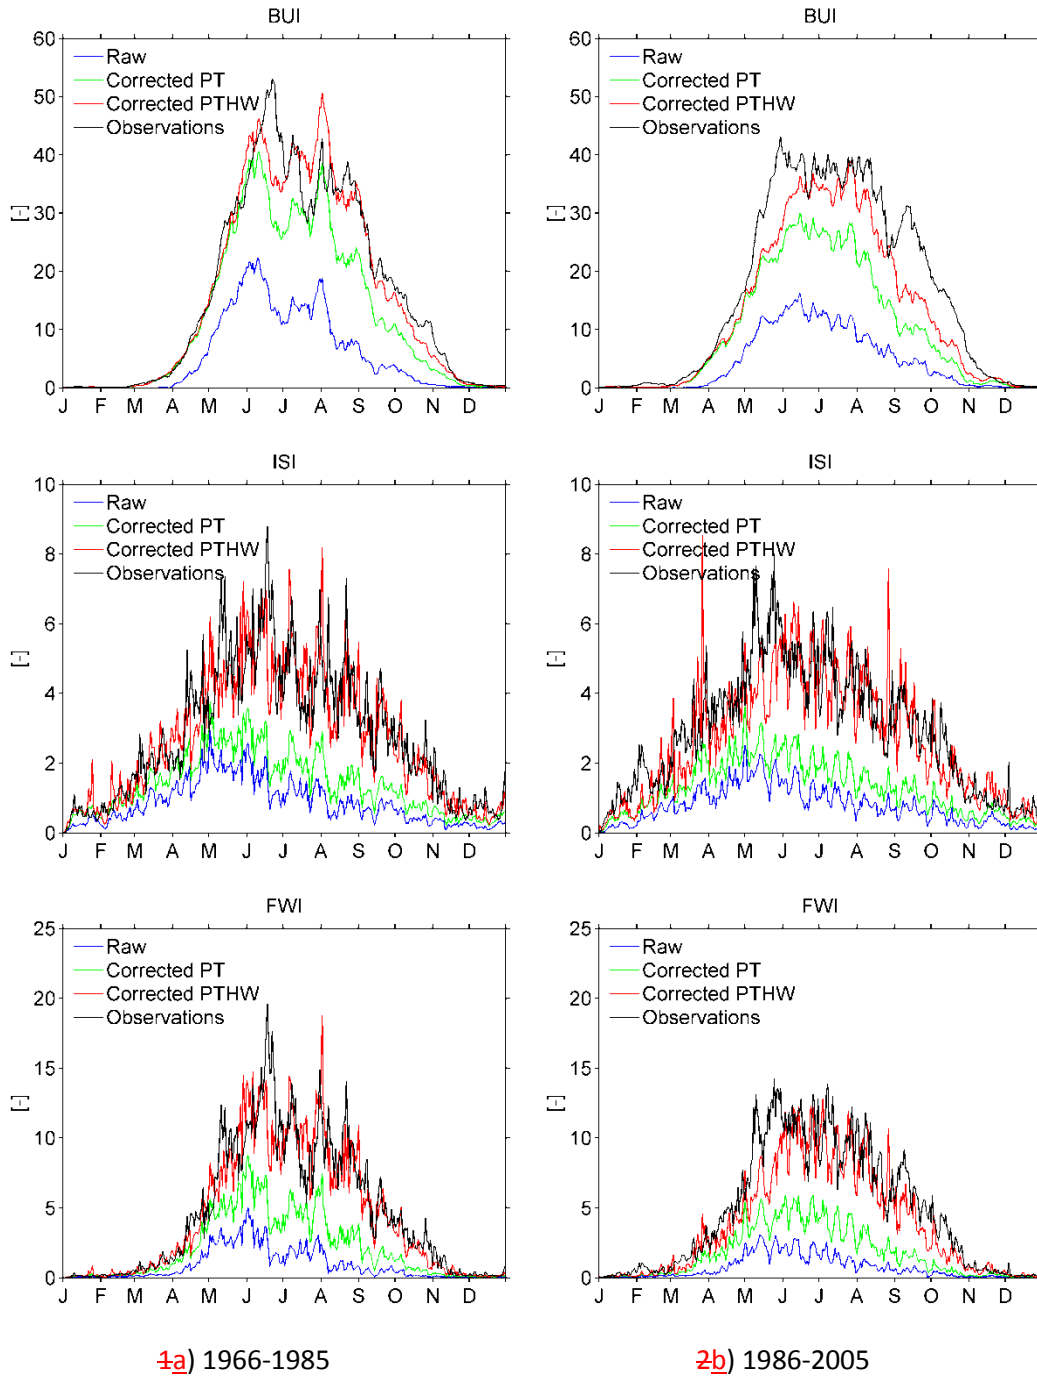 BUI
60
50
40
30
20
10
0
[-]
Raw
Corrected PT
Corrected PTHW
Observations
J F M A M J J A S O N D
BUI
60
50
40
30
20
10
0
[-]
Raw
Corrected PT
Corrected PTHW
Observations
J F M A M J J A S O N D
ISI
10
8
6
4
2
0
[-]
Raw
Corrected PT
Corrected PTHW
Observations
J F M A M J J A S O N D
ISI
10
8
6
4
2
0
[-]
Raw
Corrected PT
Corrected PTHW
Observations
J F M A M J J A S O N D
FWI
25
20
15
10
5
0
[-]
Raw
Corrected PT
Corrected PTHW
Observations
J F M A M J J A S O N D
FWI
25
20
15
10
5
0
[-]
Raw
Corrected PT
Corrected PTHW
Observations
J F M A M J J A S O N D
1a) 1966-1985
2b) 1986-2005